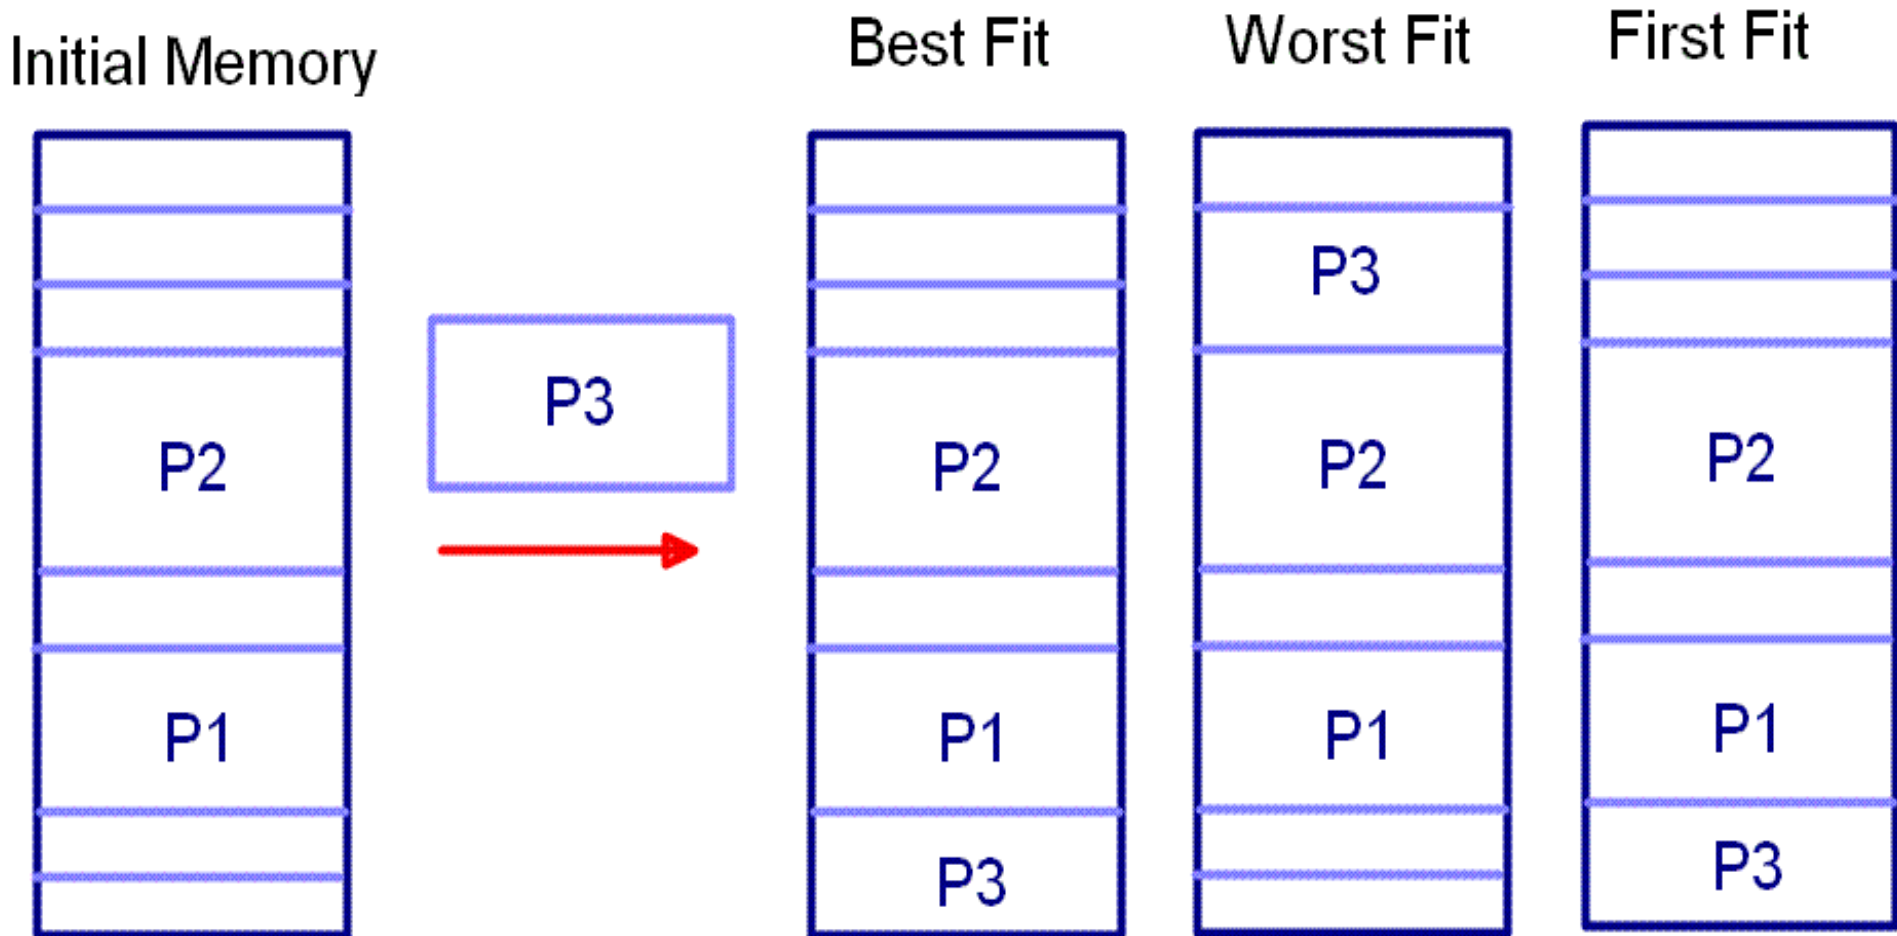 Initial Memory
Best Fit
Worst Fit
First Fit
P2
P1
P3
P2
P1
P3
P3
P2
P1
P2
P1
P3